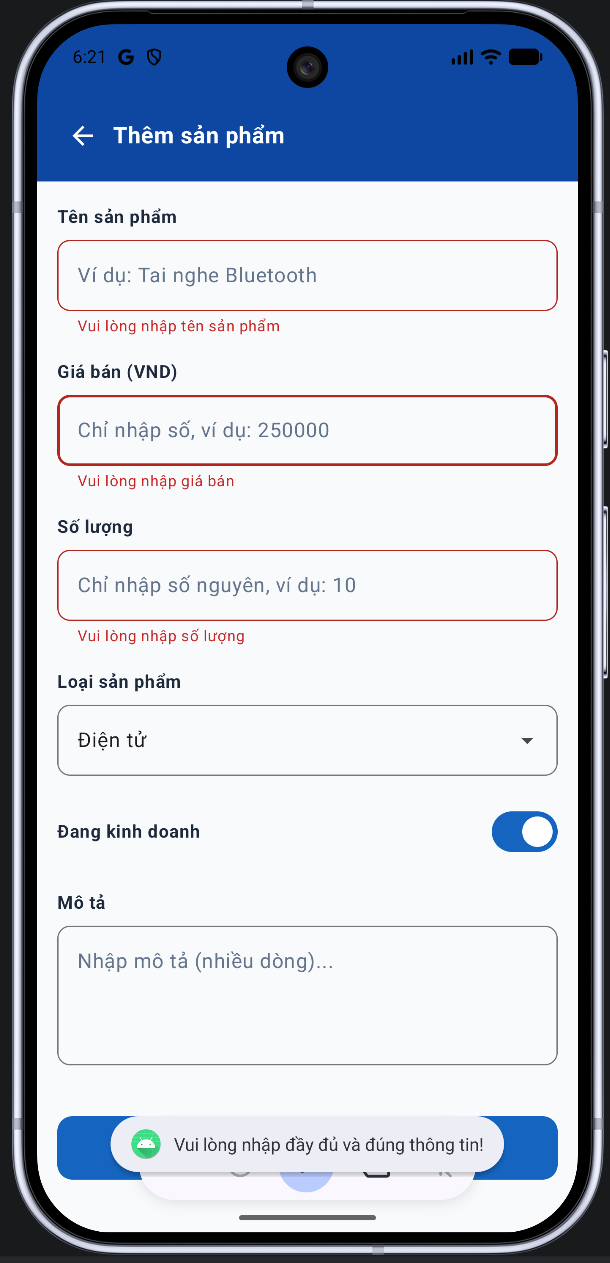 6:21
Thêm sản phẩm
Tên sản phẩm
Ví dụ: Tai nghe Bluetooth
Vui lòng nhập tên sản phẩm
Giá bán (VND)
Chỉ nhập số, ví dụ: 250000
Vui lòng nhập giá bán
Số lượng
Chỉ nhập số nguyên, ví dụ: 10
Vui lòng nhập số lượng
Loại sản phẩm
Điện tử
Đang kinh doanh
Mô tả
Nhập mô tả (nhiều dòng)...
Vui lòng nhập đầy đủ và đúng thông tin!